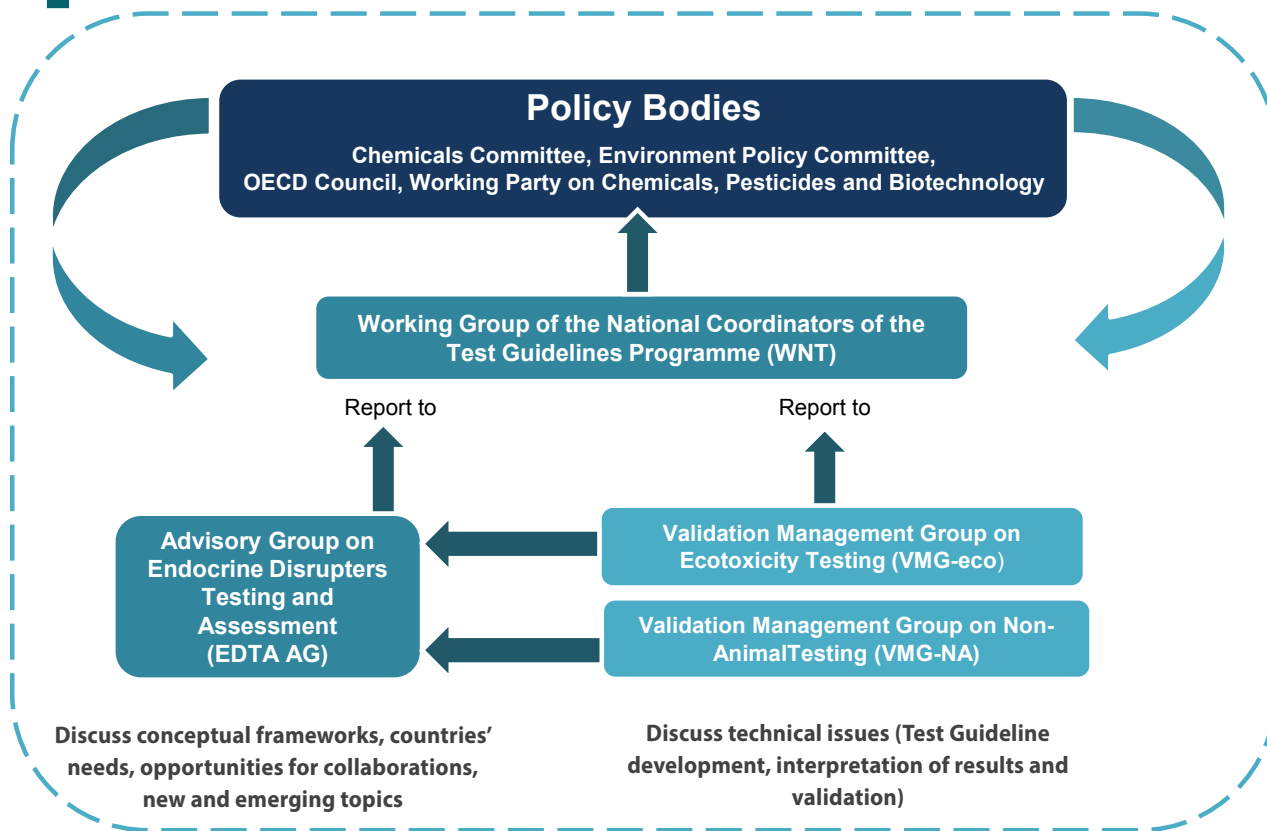 Policy Bodies
Chemicals Committee, Environment Policy Committee,
OECD Council, Working Party on Chemicals, Pesticides and Biotechnology
Working Group of the National Coordinators of the
Test Guidelines Programme (WNT)
Report to
Report to
Advisory Group on
Endocrine Disrupters
Testing and
Assessment
(EDTA AG)
Validation Management Group on
Ecotoxicity Testing (VMG-eco)
Validation Management Group on Non-
AnimalTesting (VMG-NA)
Discuss conceptual frameworks, countries’
needs, opportunities for collaborations,
new and emerging topics
Discuss technical issues (Test Guideline
development, interpretation of results and
validation)